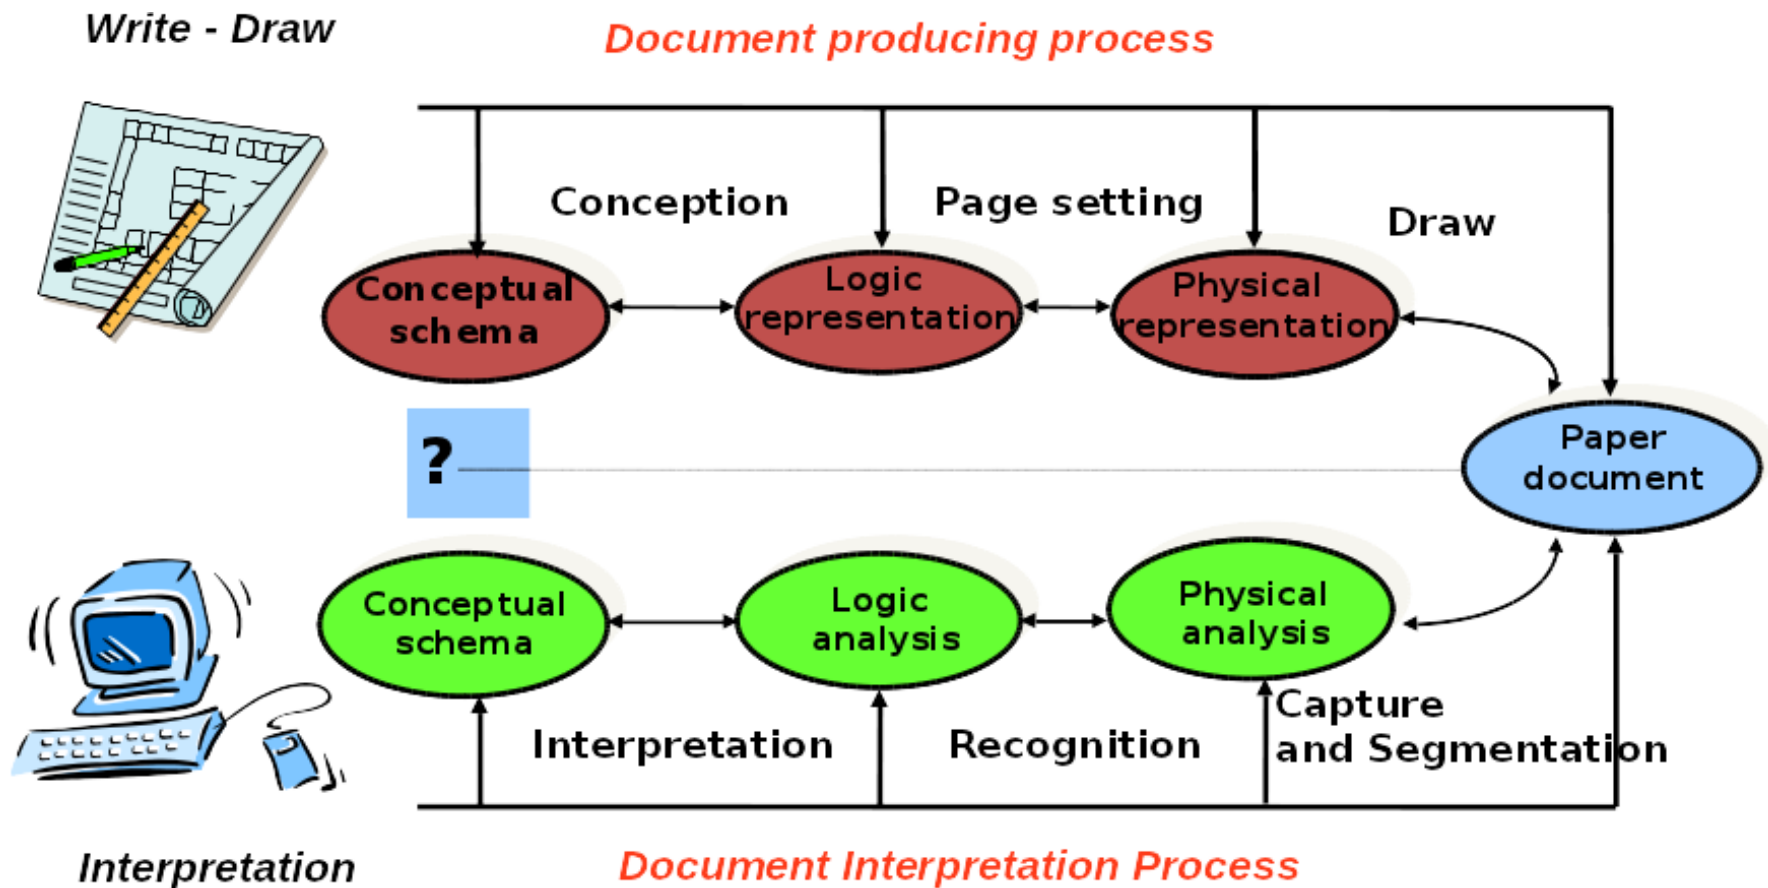 Write - Draw
Document producing process
Conception
Page setting
Draw
Conceptual
schema
Logic
representation
Physical
representation
?
Paper
document
Conceptual
schema
Logic
analysis
Physical
analysis
Interpretation
Recognition
Capture
and Segmentation
Interpretation
Document Interpretation Process